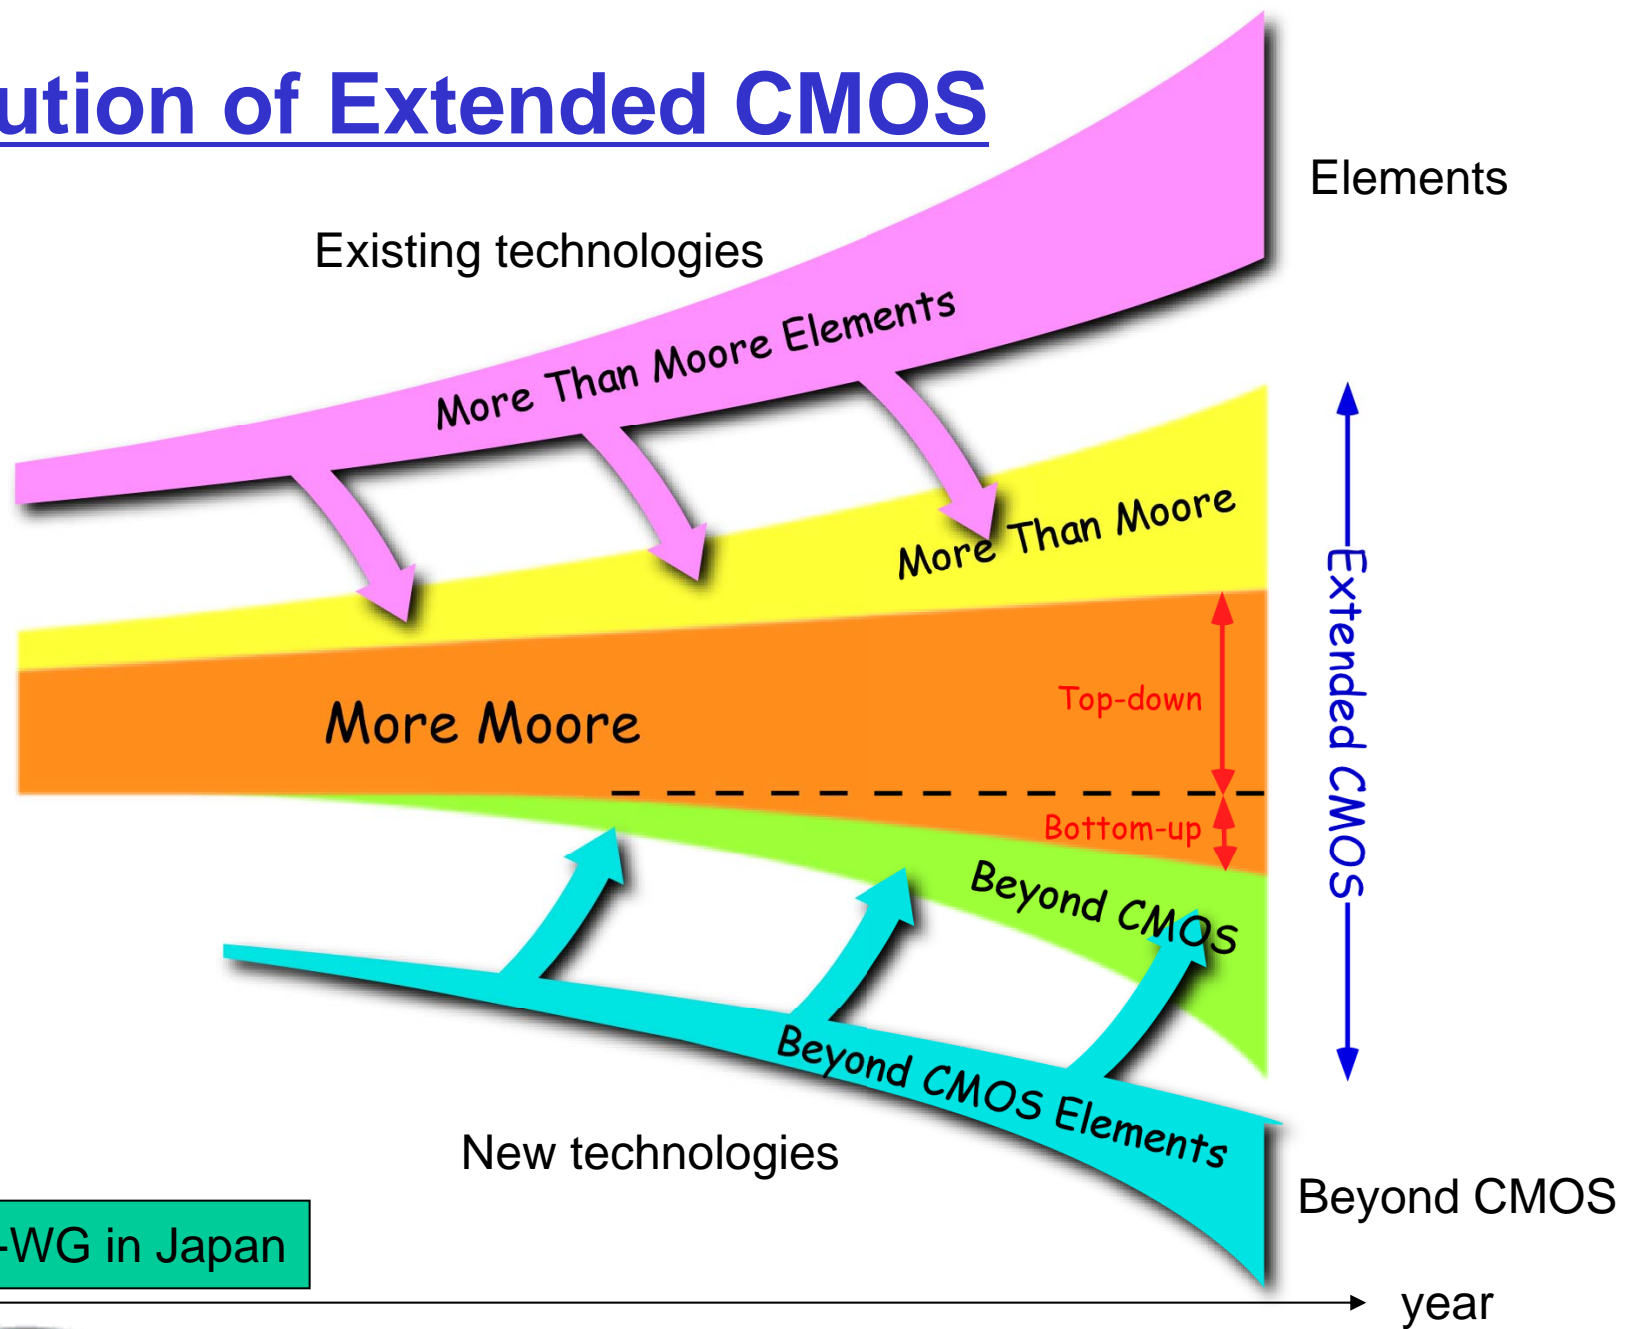 ution of Extended CMOS
Elements
Existing technologies
More Than Moore Elements
More Than Moore
Extended CMOS
Top-down
More Moore
Bottom-up
Beyond CMOS
Beyond CMOS Elements
New technologies
Beyond CMOS
-WG in Japan
year